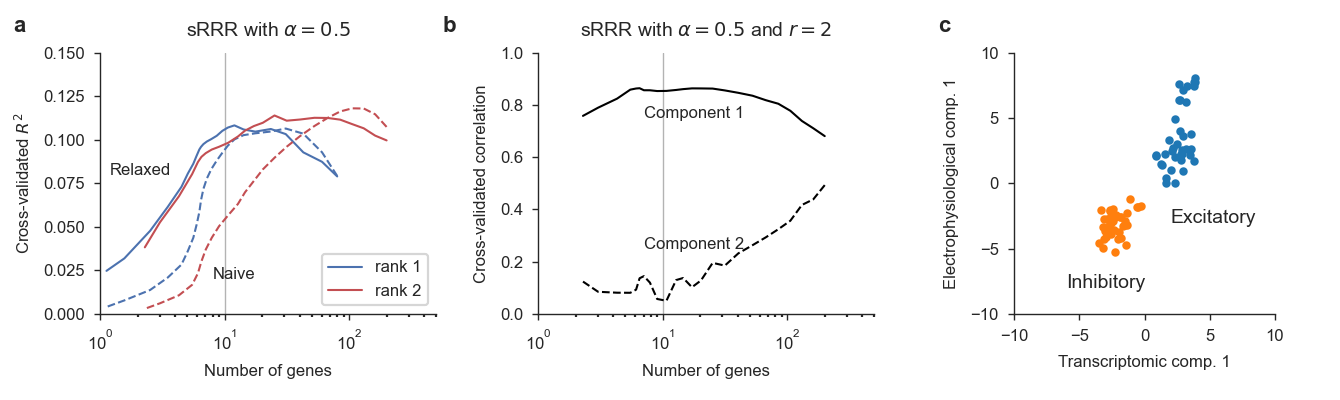 a
sRRR with α = 0.5
Cross-validated R²
0.150
0.125
0.100
0.075
0.050
0.025
0.000
Relaxed
Naive
rank 1
rank 2
10⁰
10¹
10²
Number of genes
b
sRRR with α = 0.5 and r = 2
Cross-validated correlation
1.0
0.8
0.6
0.4
0.2
0.0
Component 1
Component 2
10⁰
10¹
10²
Number of genes
c
Electrophysiological comp. 1
10
5
0
−5
−10
Excitatory
Inhibitory
−10
−5
0
5
10
Transcriptomic comp. 1